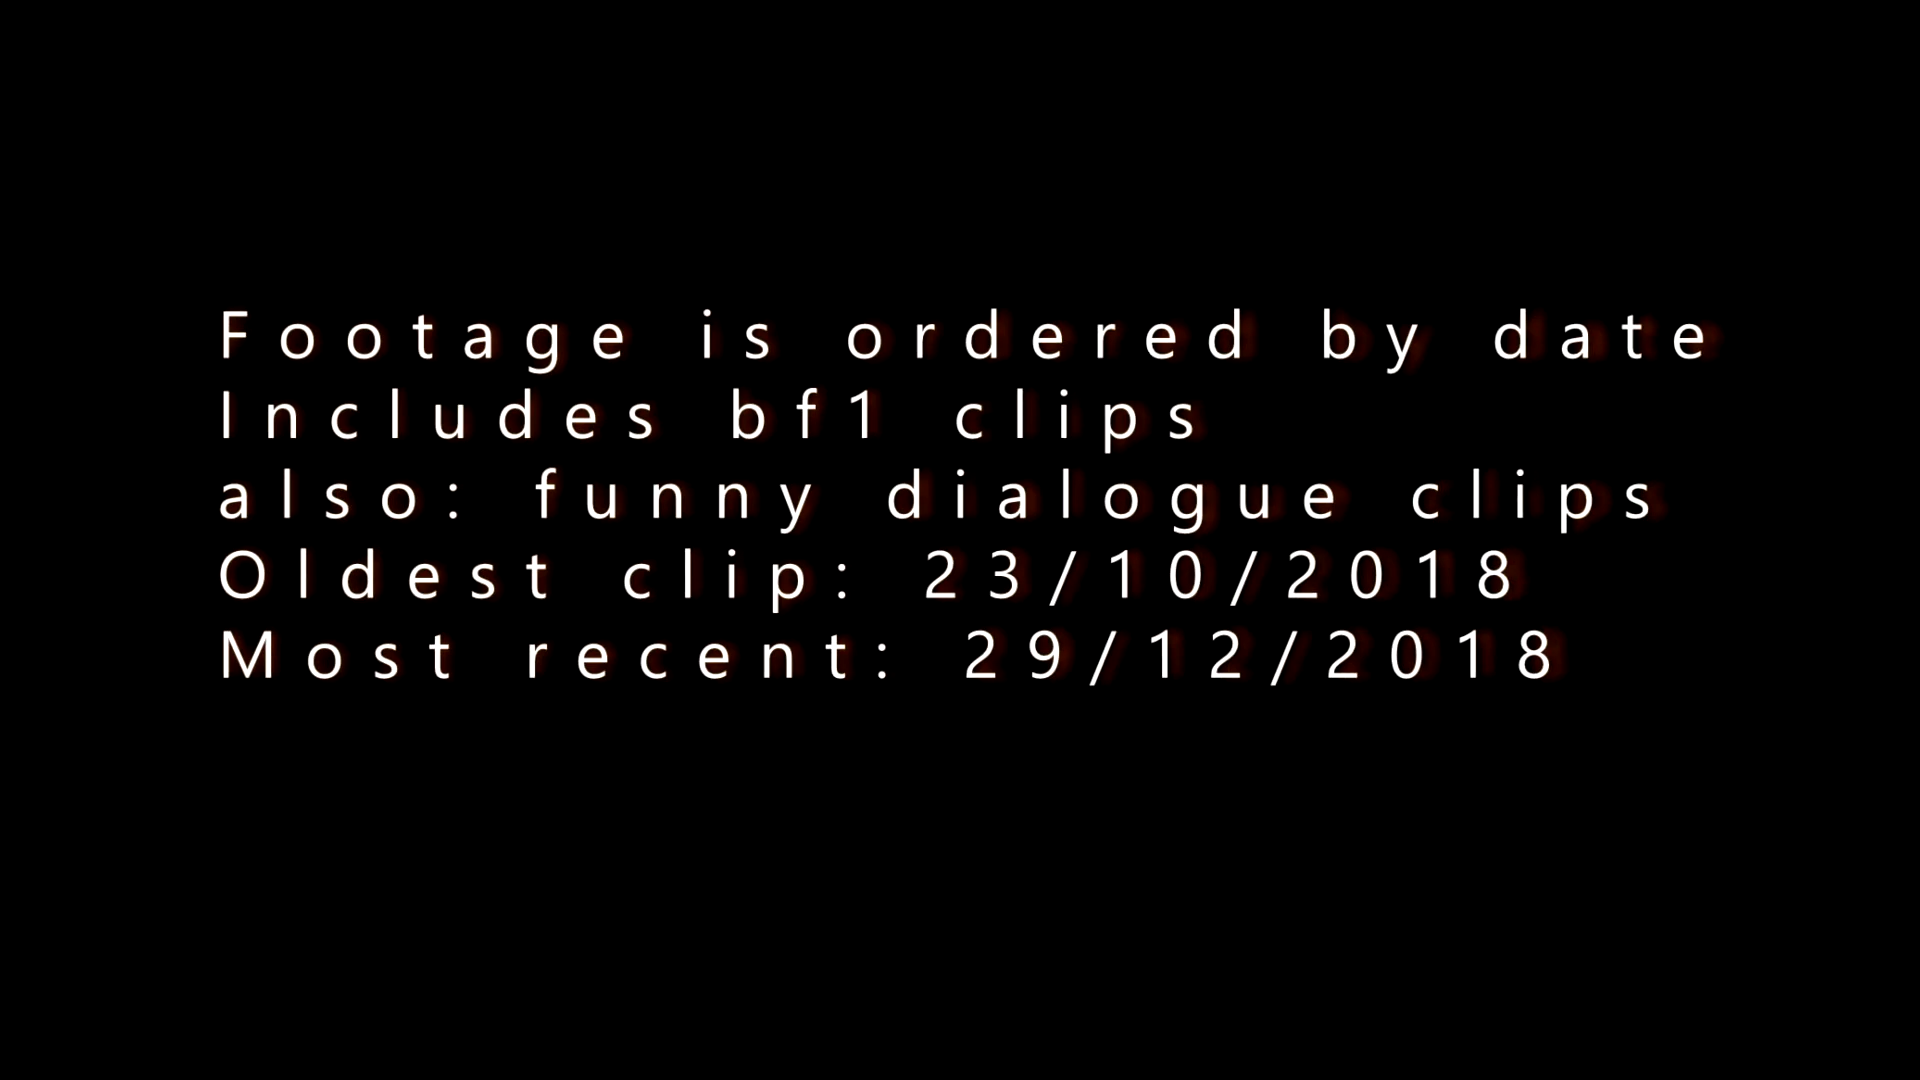 Footage is ordered by date
Includes bf1 clips
also: funny dialogue clips
Oldest clip: 23/10/2018
Most recent: 29/12/2018